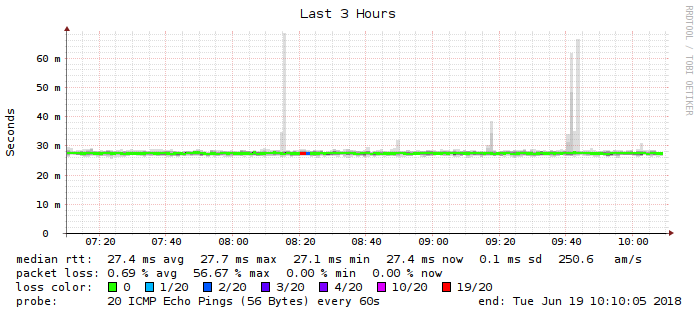 Last 3 Hours
RRDTOOL / TOBI OETIKER
Seconds
60 m
50 m
40 m
30 m
20 m
10 m
0
07:20 07:40 08:00 08:20 08:40 09:00 09:20 09:40 10:00
median rtt: 27.4 ms avg 27.7 ms max 27.1 ms min 27.4 ms now 0.1 ms sd 250.6 am/s
packet loss: 0.69 % avg 56.67 % max 0.00 % min 0.00 % now
loss color: 0 1/20 2/20 3/20 4/20 10/20 19/20
probe: 20 ICMP Echo Pings (56 Bytes) every 60s end: Tue Jun 19 10:10:05 2018